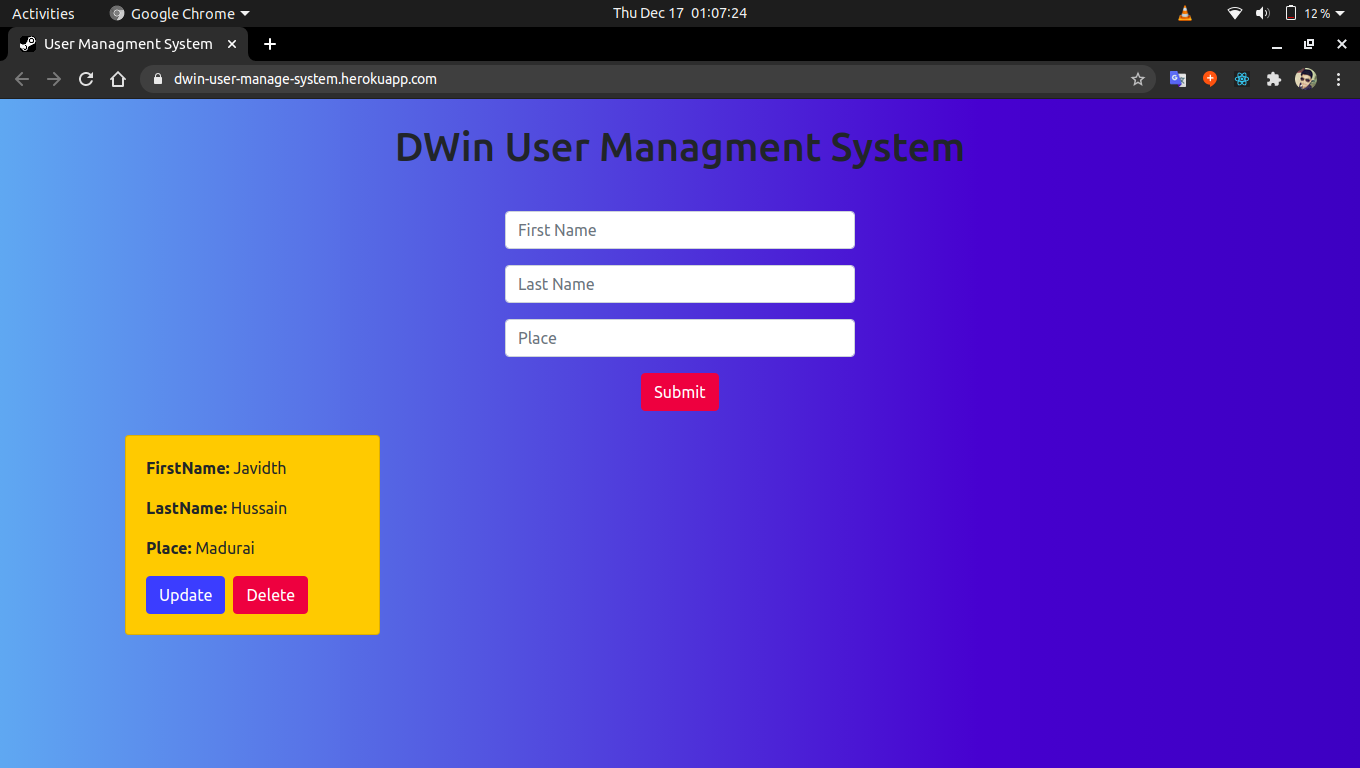 Activities Google Chrome Thu Dec 17 01:07:24 12 %
User Managment System
dwin-user-manage-system.herokuapp.com
DWin User Managment System
First Name
Last Name
Place
Submit
FirstName: Javidth
LastName: Hussain
Place: Madurai
Update Delete